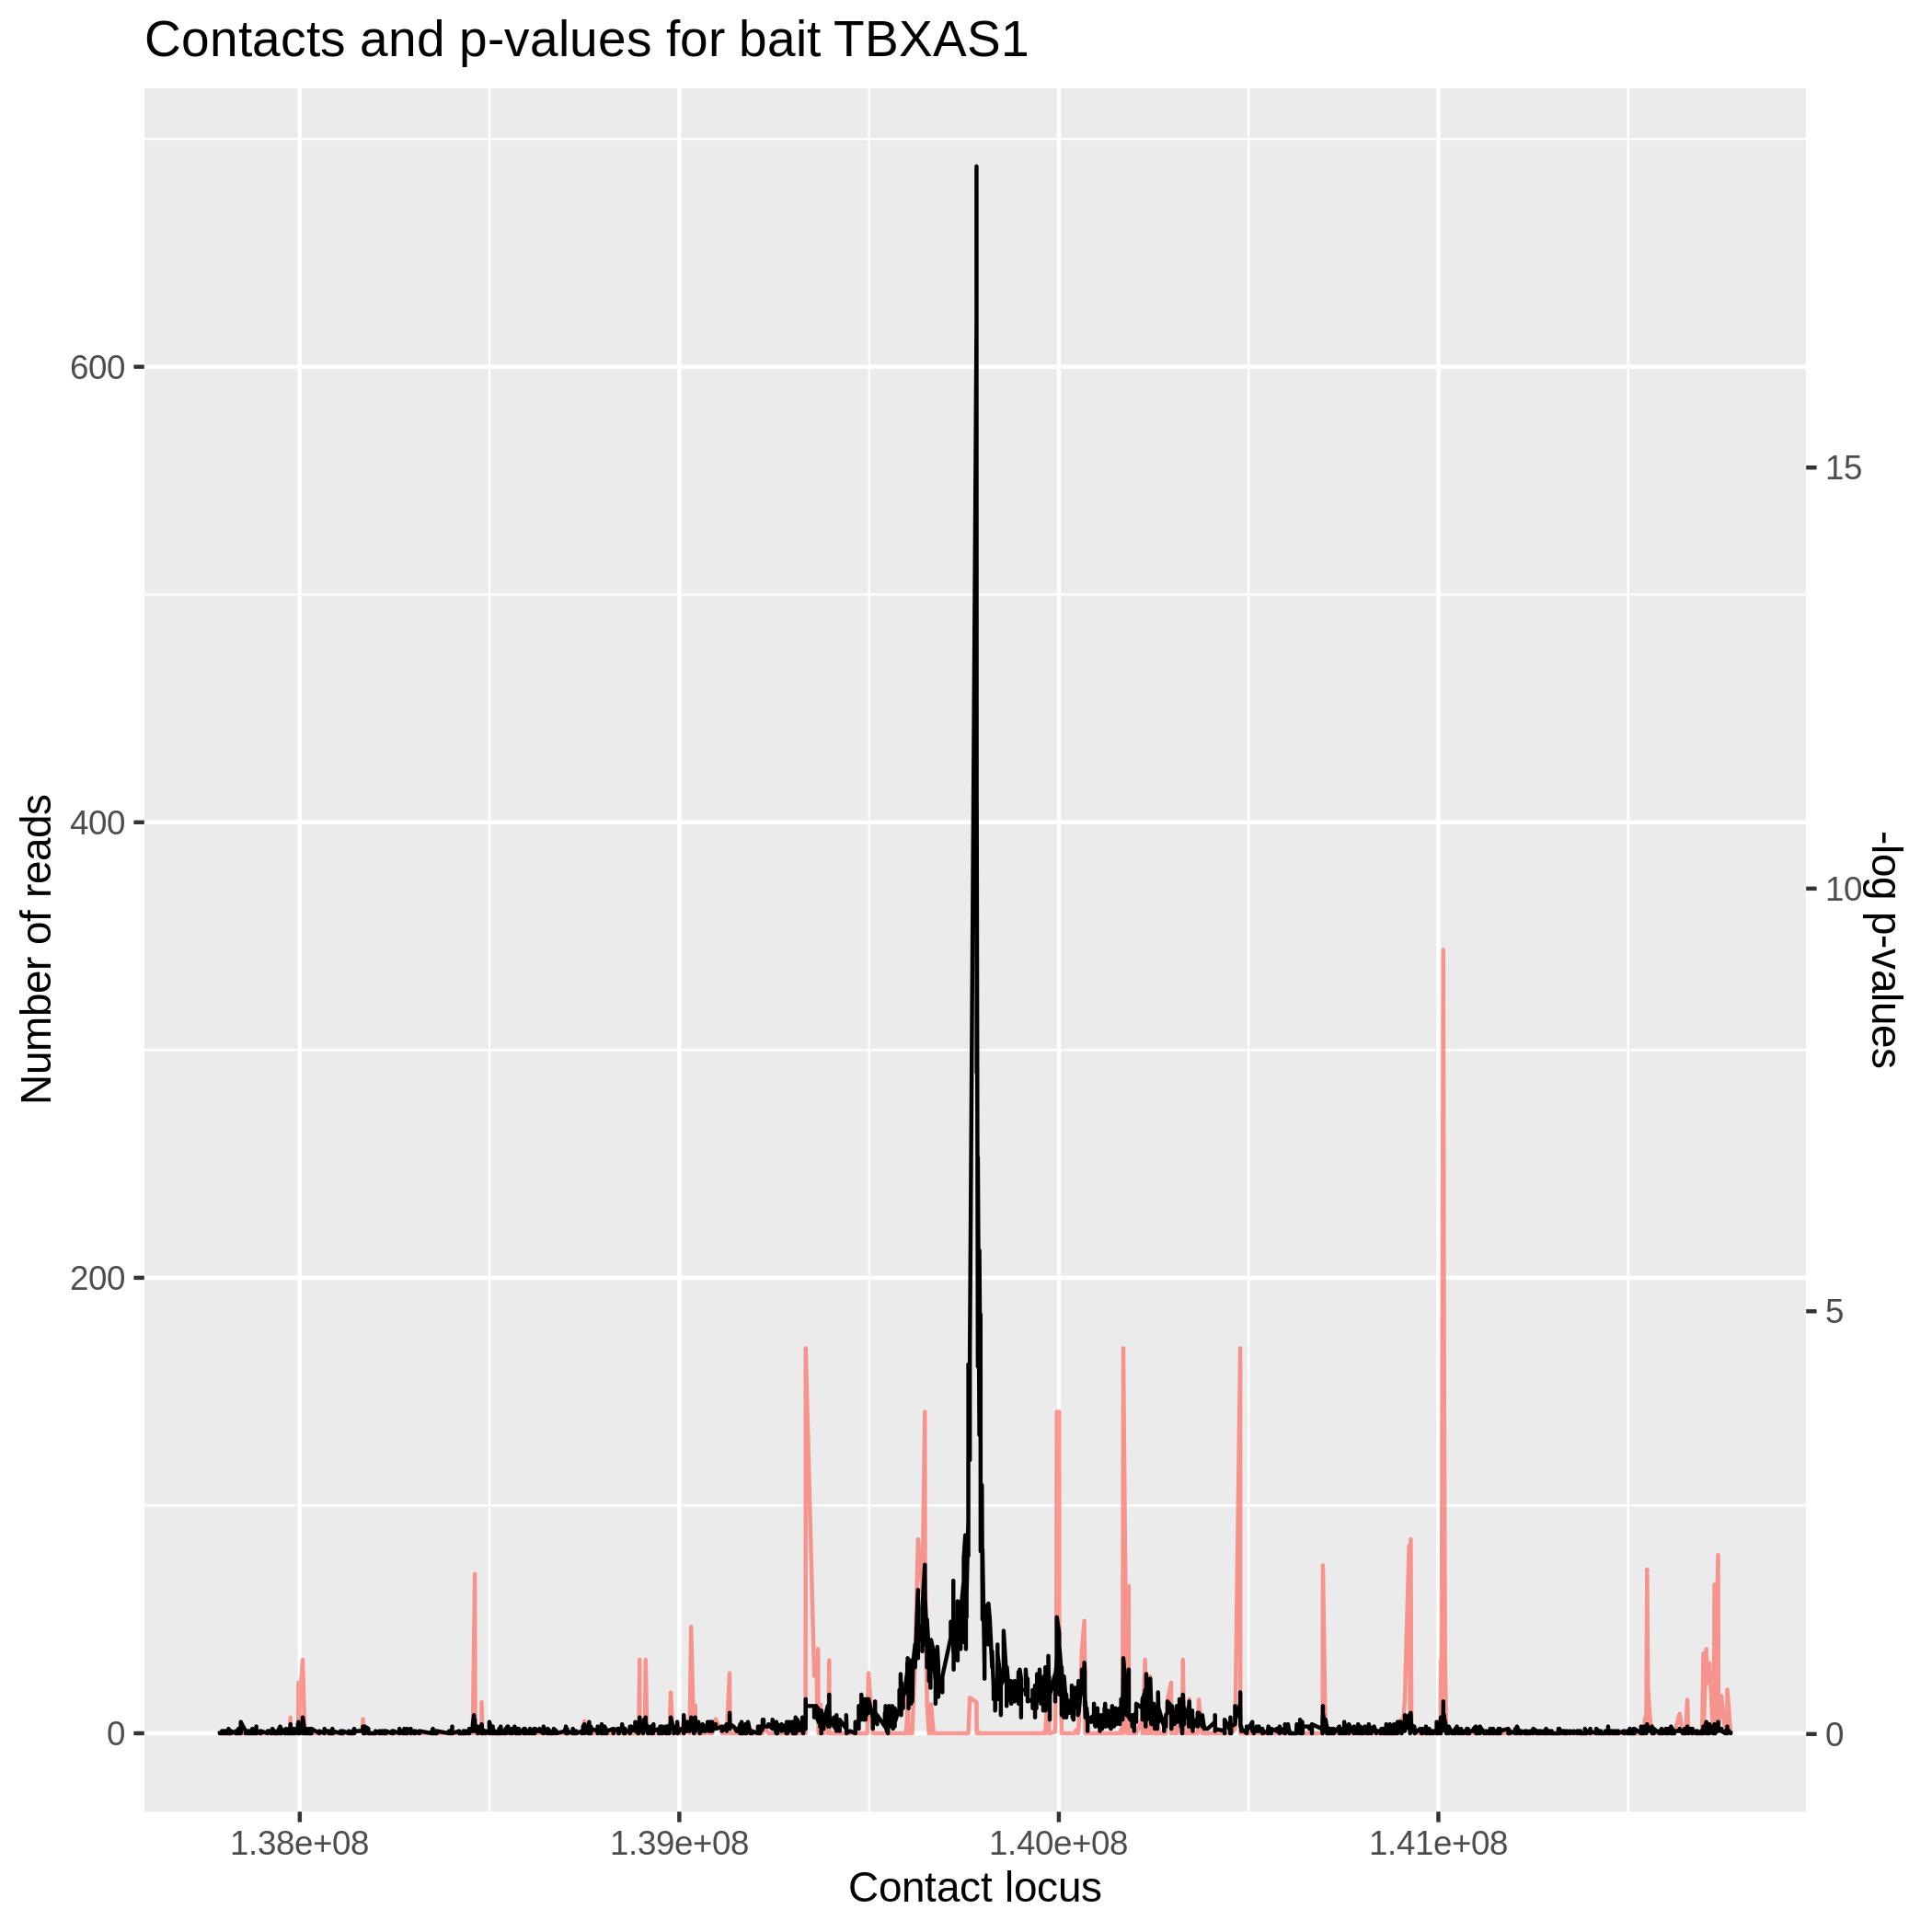 Contacts and p-values for bait TBXAS1
Number of reads
600
400
200
0
15
10
5
0
-log p-values
1.38e+08
1.39e+08
1.40e+08
1.41e+08
Contact locus